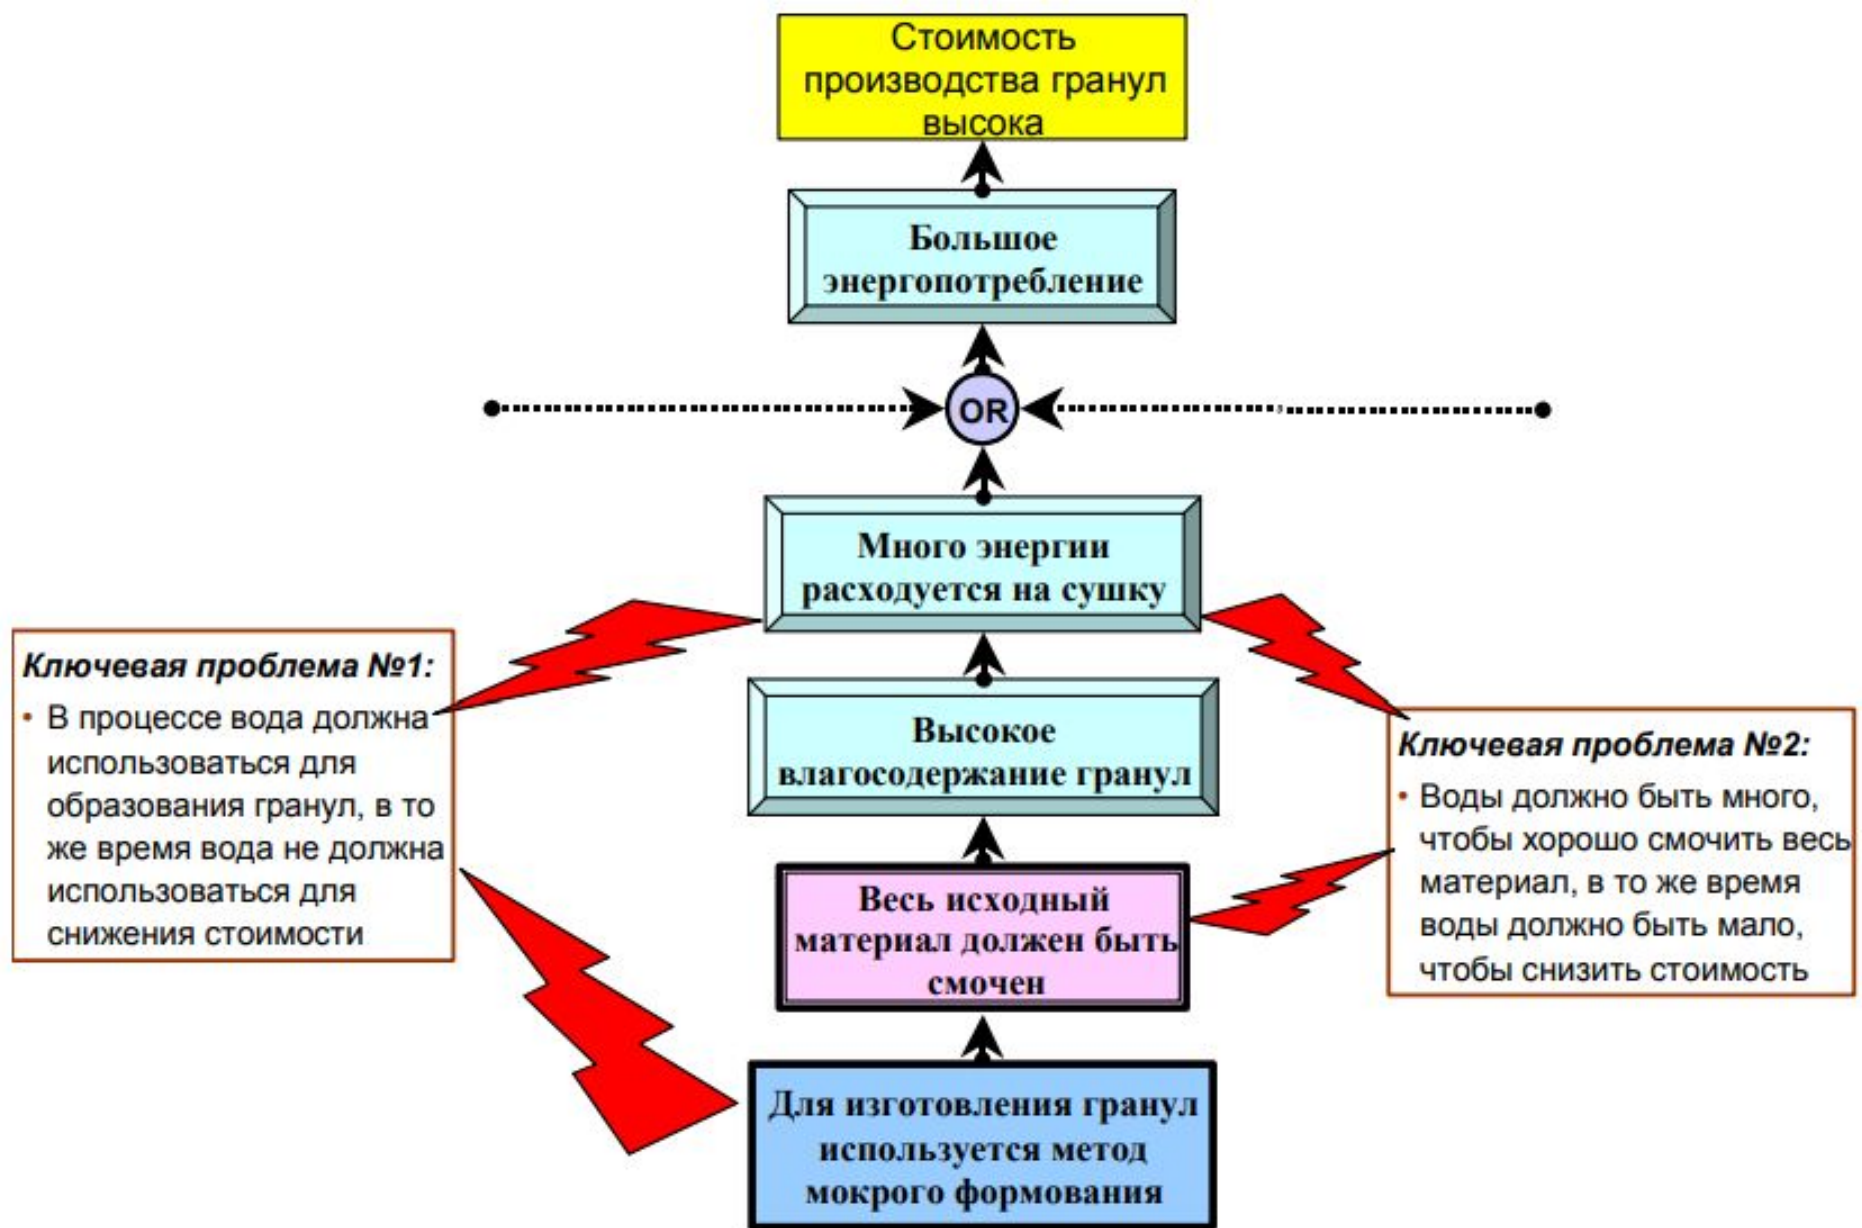 Стоимость
производства гранул
высока
Большое
энергопотребление
OR
Много энергии
расходуется на сушку
Ключевая проблема №1:
• В процессе вода должна
использоваться для
образования гранул, в то
же время вода не должна
использоваться для
снижения стоимости
Высокое
влагосодержание гранул
Ключевая проблема №2:
• Воды должно быть много,
чтобы хорошо смочить весь
материал, в то же время
воды должно быть мало,
чтобы снизить стоимость
Весь исходный
материал должен быть
смочен
Для изготовления гранул
используется метод
мокрого формования